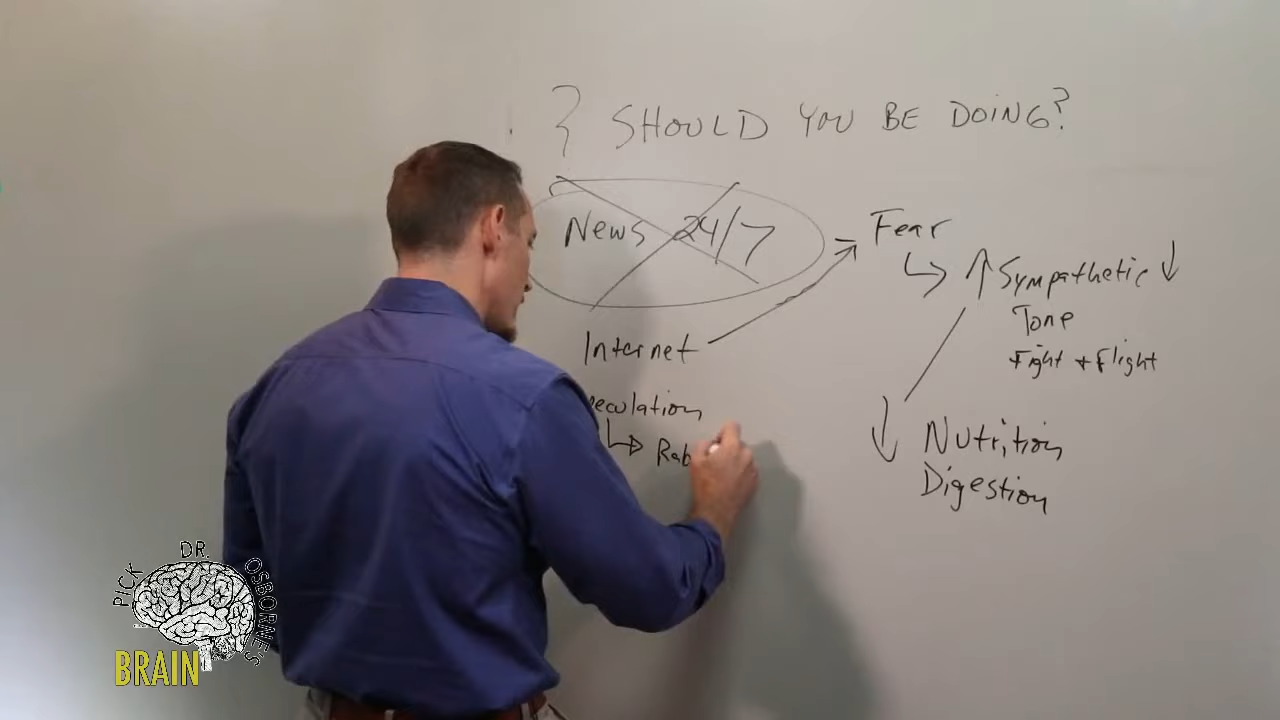 } SHOULD YOU BE DOING?
News 24/7
= Fear
↳ ↑ Sympathetic ↓
Tone
Fight + Flight
Internet
eculation
↳ Rab
↓ Nutrition
Digestion
PICK DR. OSBORNE'S
BRAIN